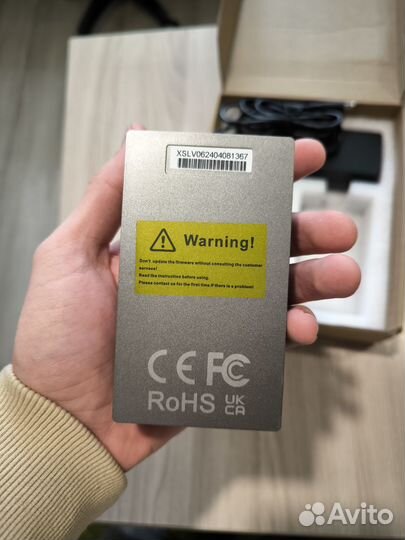 XSLV062404081367
Warning!
Don't update the firmware without consulting the customer
servoes!
Read the instruction before using.
Please contact us for the first time if there is a problem!
CE FC
RoHS UK
CA
Avito